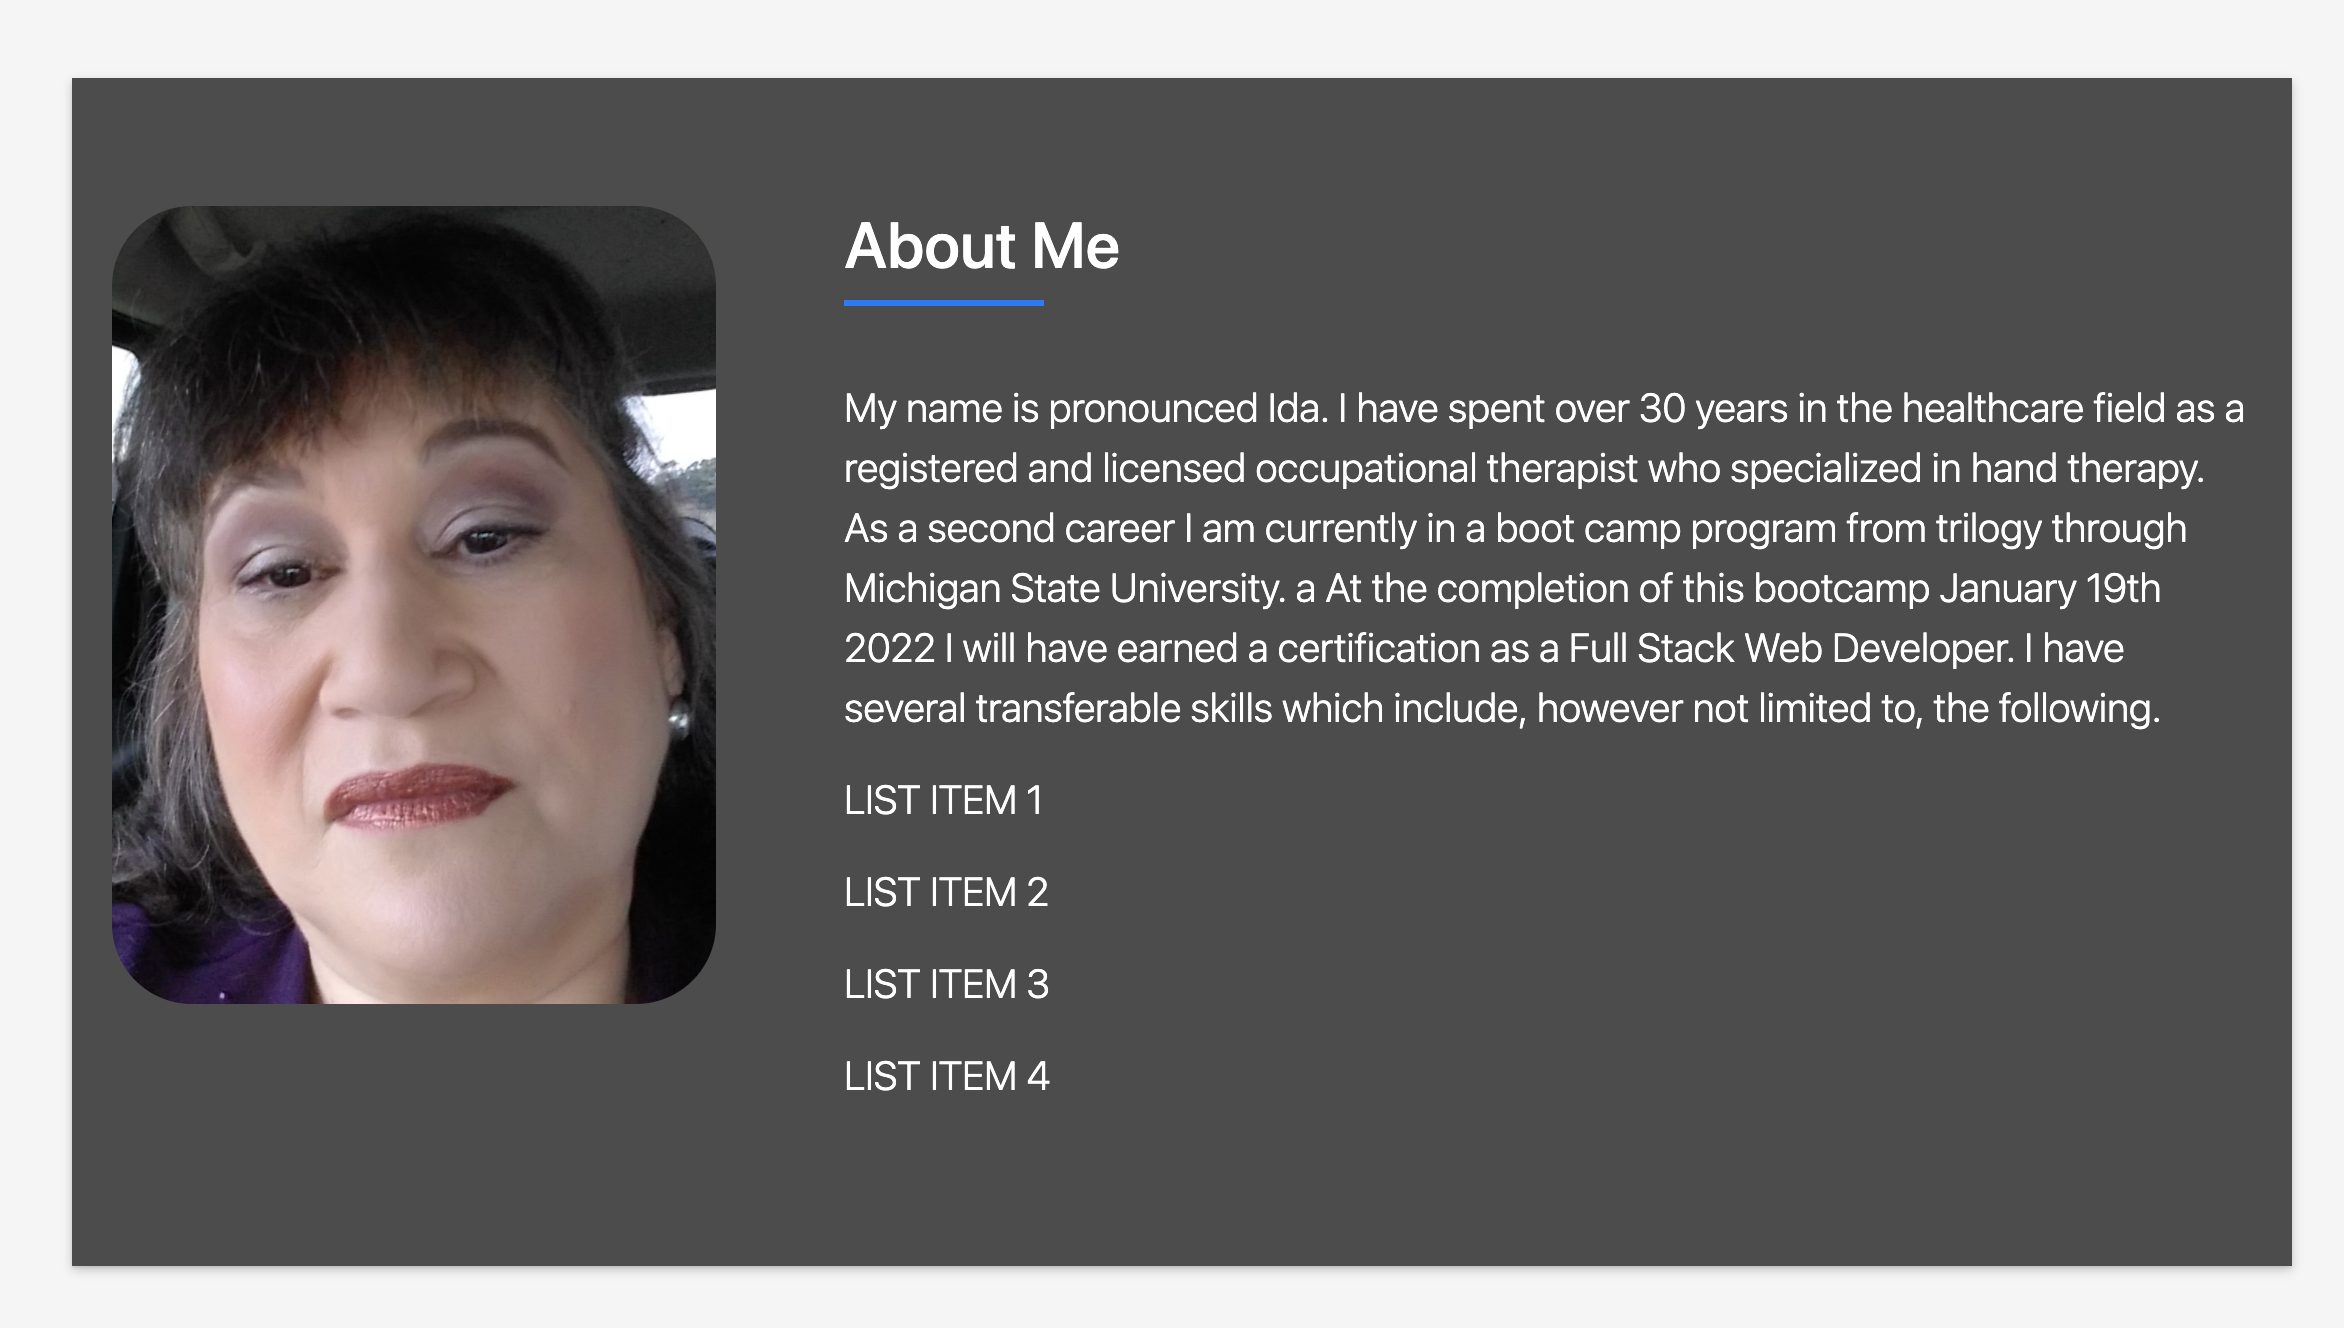 About Me
My name is pronounced Ida. I have spent over 30 years in the healthcare field as a
registered and licensed occupational therapist who specialized in hand therapy.
As a second career I am currently in a boot camp program from trilogy through
Michigan State University. a At the completion of this bootcamp January 19th
2022 I will have earned a certification as a Full Stack Web Developer. I have
several transferable skills which include, however not limited to, the following.
LIST ITEM 1
LIST ITEM 2
LIST ITEM 3
LIST ITEM 4